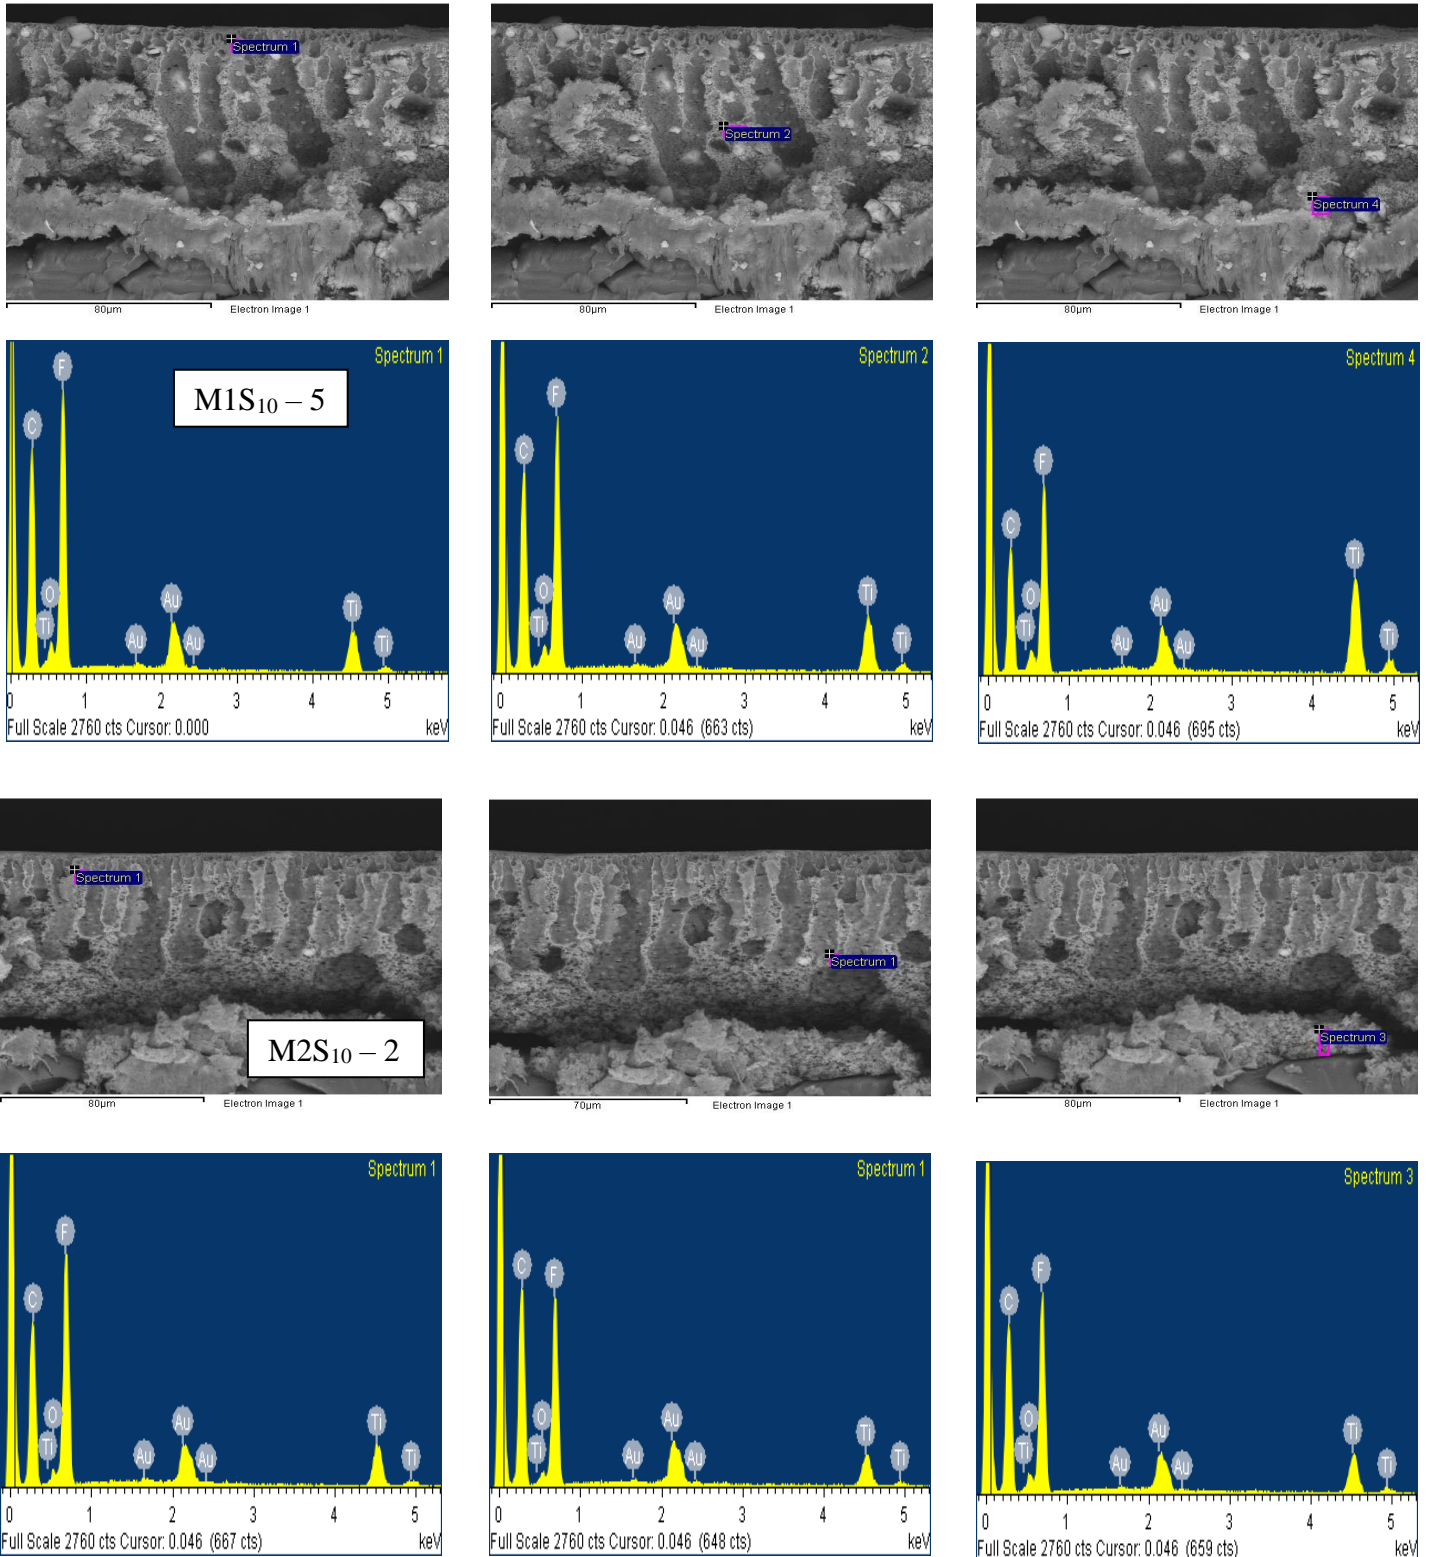 Spectrum 1
80µm Electron Image 1
Spectrum 2
80µm Electron Image 1
Spectrum 4
80µm Electron Image 1
Spectrum 1
M1S10 – 5
F
C
O
Ti
Au
Au
Au
Ti
Ti
0 1 2 3 4 5
Full Scale 2760 cts Cursor: 0.000 keV
Spectrum 2
F
C
O
Ti
Au
Au
Au
Ti
Ti
0 1 2 3 4 5
Full Scale 2760 cts Cursor: 0.046 (663 cts) keV
Spectrum 4
F
C
O
Ti
Au
Au
Au
Ti
Ti
0 1 2 3 4 5
Full Scale 2760 cts Cursor: 0.046 (695 cts) keV
Spectrum 1
M2S10 – 2
80µm Electron Image 1
Spectrum 1
70µm Electron Image 1
Spectrum 3
80µm Electron Image 1
Spectrum 1
F
C
O
Ti
Au
Au
Au
Ti
Ti
0 1 2 3 4 5
Full Scale 2760 cts Cursor: 0.046 (667 cts) keV
Spectrum 1
C
F
O
Ti
Au
Au
Au
Ti
Ti
0 1 2 3 4 5
Full Scale 2760 cts Cursor: 0.046 (648 cts) keV
Spectrum 3
F
C
O
Ti
Au
Au
Au
Ti
Ti
0 1 2 3 4 5
Full Scale 2760 cts Cursor: 0.046 (659 cts) keV